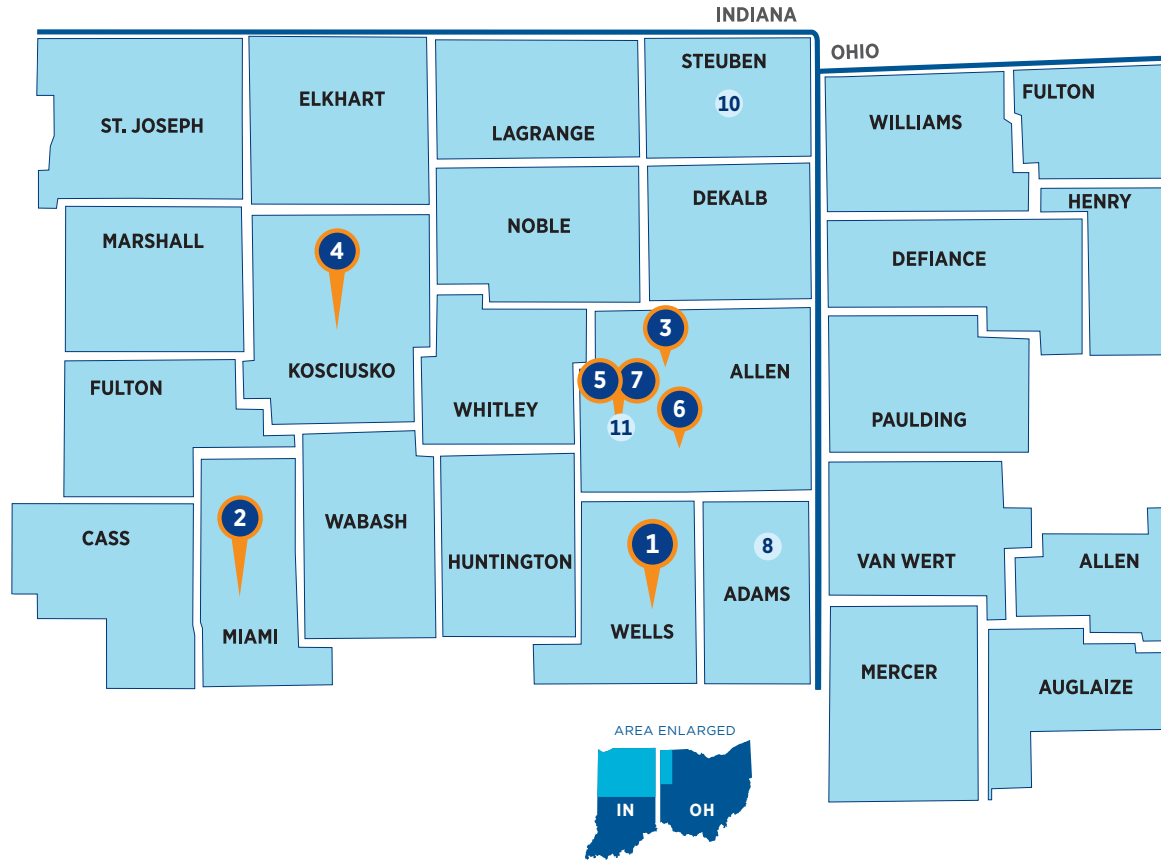 INDIANA
OHIO
STEUBEN
10
ELKHART
ST. JOSEPH
LAGRANGE
WILLIAMS
FULTON
DEKALB
NOBLE
HENRY
MARSHALL
4
DEFIANCE
3
KOSCIUSKO
ALLEN
5
7
FULTON
WHITLEY
6
11
PAULDING
2
WABASH
CASS
1
8
HUNTINGTON
VAN WERT
ALLEN
ADAMS
MIAMI
WELLS
MERCER
AUGLAIZE
AREA ENLARGED
IN
OH